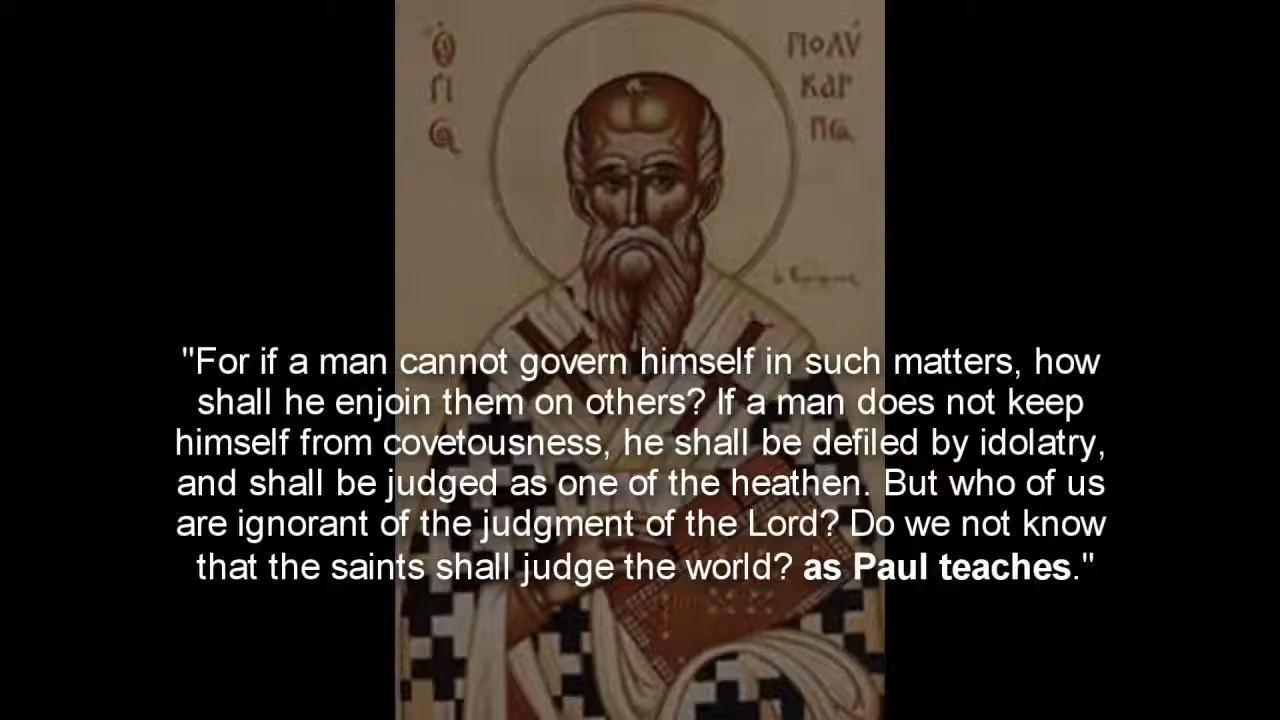 Ὁ
ΓΙ
Ϛ
ΠΟΛΎ
ΚΑΡ
Πος
"For if a man cannot govern himself in such matters, how
shall he enjoin them on others? If a man does not keep
himself from covetousness, he shall be defiled by idolatry,
and shall be judged as one of the heathen. But who of us
are ignorant of the judgment of the Lord? Do we not know
that the saints shall judge the world? as Paul teaches."